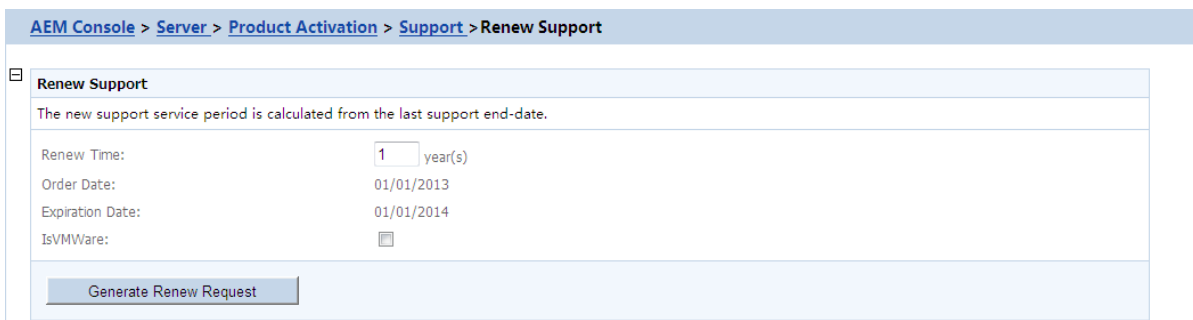 AEM Console > Server > Product Activation > Support >Renew Support
Renew Support
The new support service period is calculated from the last support end-date.
Renew Time: 1 year(s)
Order Date: 01/01/2013
Expiration Date: 01/01/2014
IsVMWare:
Generate Renew Request